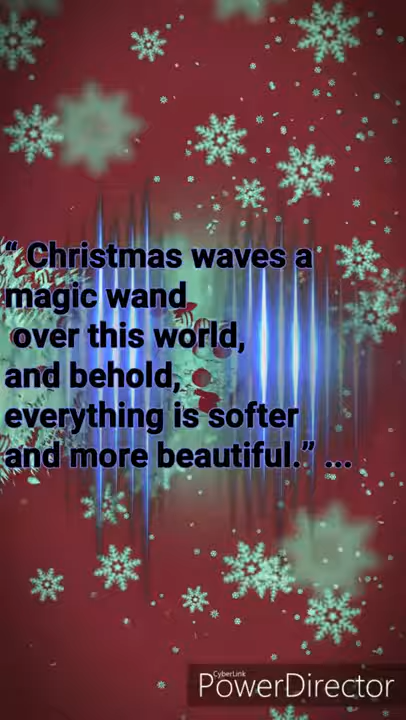 “ Christmas waves a
magic wand
over this world,
and behold,
everything is softer
and more beautiful.” ...
CyberLink
PowerDirector